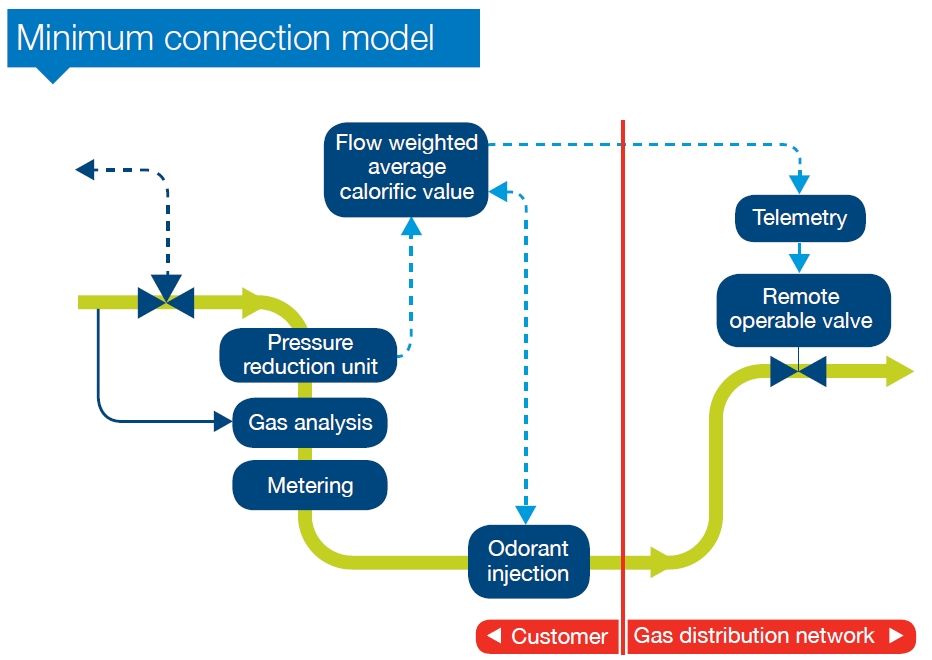 Minimum connection model
Flow weighted
average
calorific value
Telemetry
Remote
operable valve
Pressure
reduction unit
Gas analysis
Metering
Odorant
injection
Customer
Gas distribution network